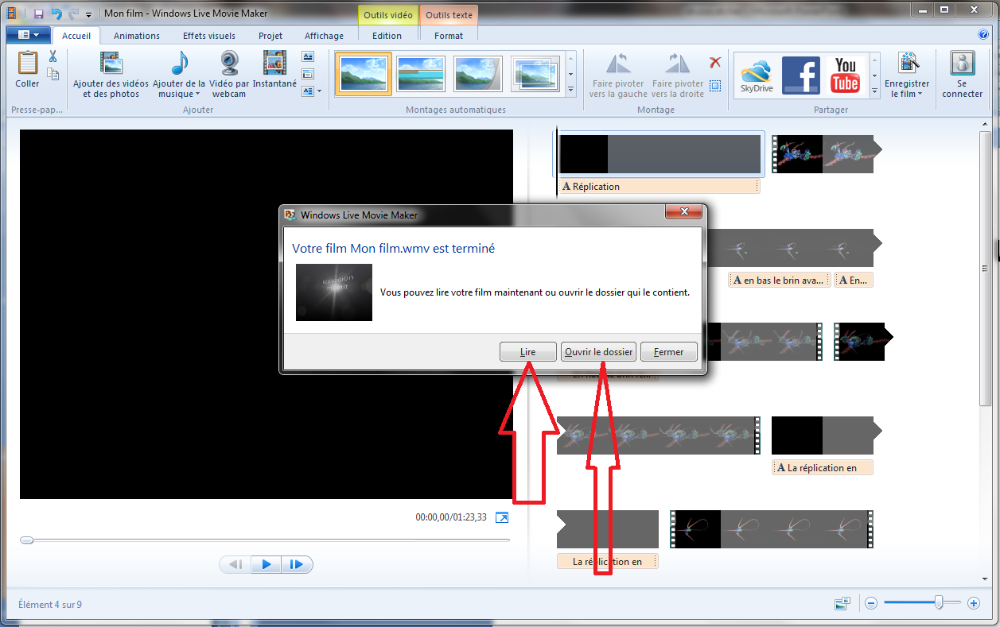 Mon film - Windows Live Movie Maker
Outils vidéo
Outils texte
Accueil
Animations
Effets visuels
Projet
Affichage
Edition
Format
Coller
Ajouter des vidéos
et des photos
Ajouter de la
musique
Vidéo par
webcam
Instantané
Faire pivoter
vers la gauche
Faire pivoter
vers la droite
SkyDrive
f
You
Tube
Enregistrer
le film
Se
connecter
Presse-pap...
Ajouter
Montages automatiques
Montage
Partager
A Réplication
Windows Live Movie Maker
Votre film Mon film.wmv est terminé
Vous pouvez lire votre film maintenant ou ouvrir le dossier qui le contient.
Lire
Ouvrir le dossier
Fermer
A en bas le brin ava...
A En...
A La réplication en
00:00,00/01:23,33
La réplication en
Élément 4 sur 9